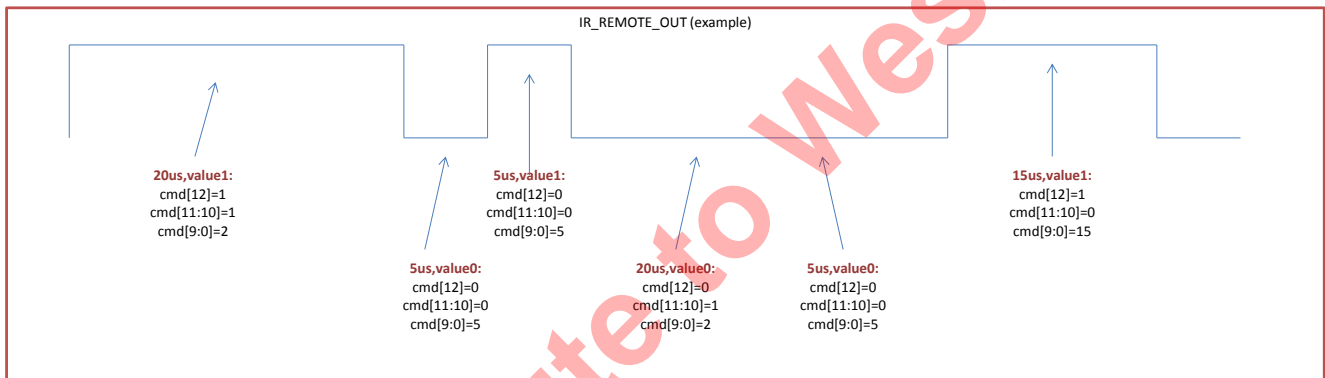 IR_REMOTE_OUT (example)
20us,value1:
cmd[12]=1
cmd[11:10]=1
cmd[9:0]=2
5us,value0:
cmd[12]=0
cmd[11:10]=0
cmd[9:0]=5
5us,value1:
cmd[12]=0
cmd[11:10]=0
cmd[9:0]=5
20us,value0:
cmd[12]=0
cmd[11:10]=1
cmd[9:0]=2
5us,value0:
cmd[12]=0
cmd[11:10]=0
cmd[9:0]=5
15us,value1:
cmd[12]=1
cmd[11:10]=0
cmd[9:0]=15
to Wes